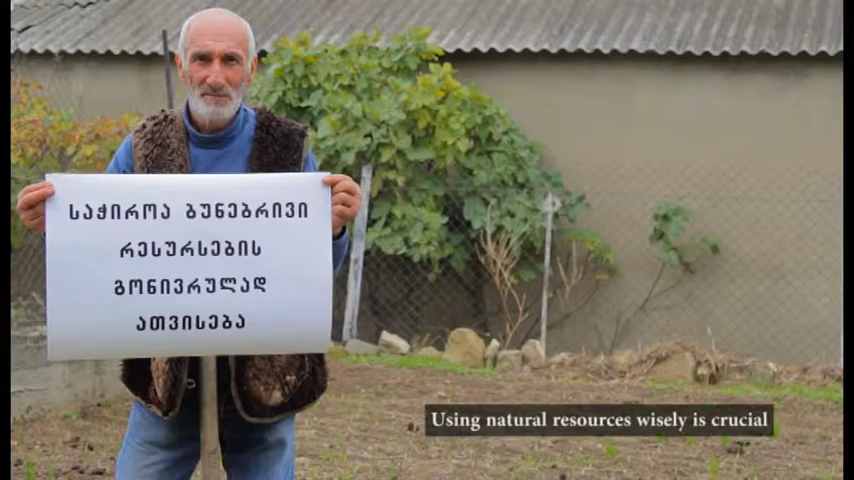 საჭიროა ბუნებრივი
რესურსების
გონივრულად
ათვისება
Using natural resources wisely is crucial